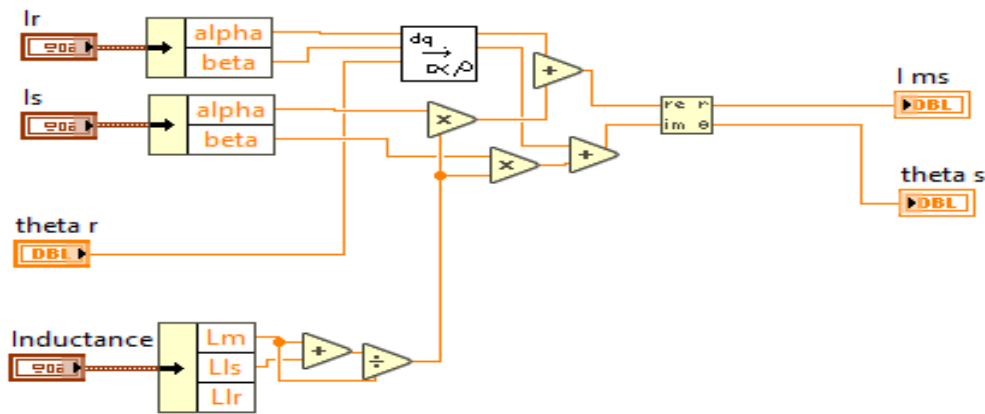 Ir
alpha
beta
dq
α/β
Is
alpha
beta
+
×
×
+
re r
im θ
I ms
DBL
theta s
DBL
theta r
DBL
Inductance
Lm
Lls
Llr
+
÷